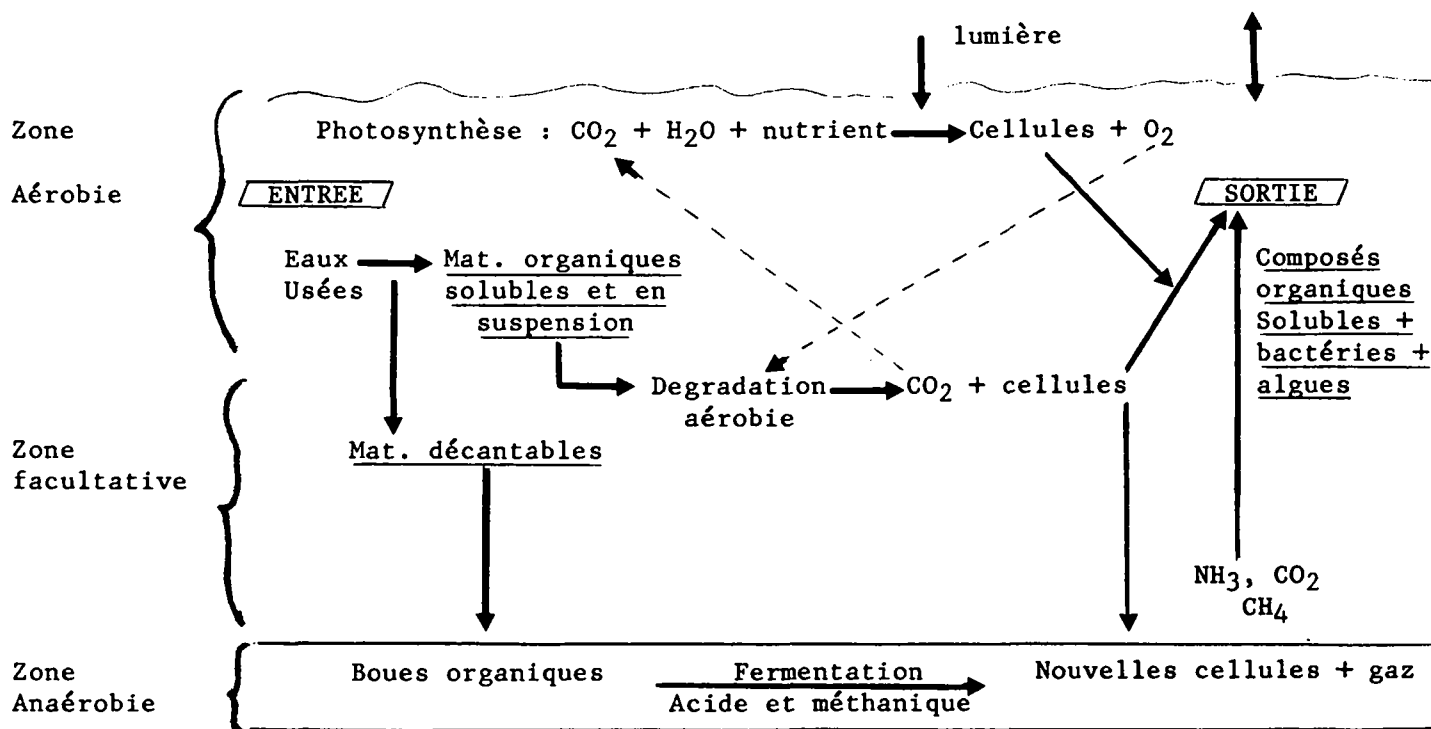 lumière
Zone
Photosynthèse : CO2 + H2O + nutrient
Cellules + O2
Aérobie
ENTREE
SORTIE
Eaux
Usées
Mat. organiques
solubles et en
suspension
Composés
organiques
Solubles +
bactéries +
algues
Degradation
aérobie
CO2 + cellules
Zone
facultative
Mat. décantables
NH3, CO2
CH4
Zone
Anaérobie
Boues organiques
Fermentation
Acide et méthanique
Nouvelles cellules + gaz